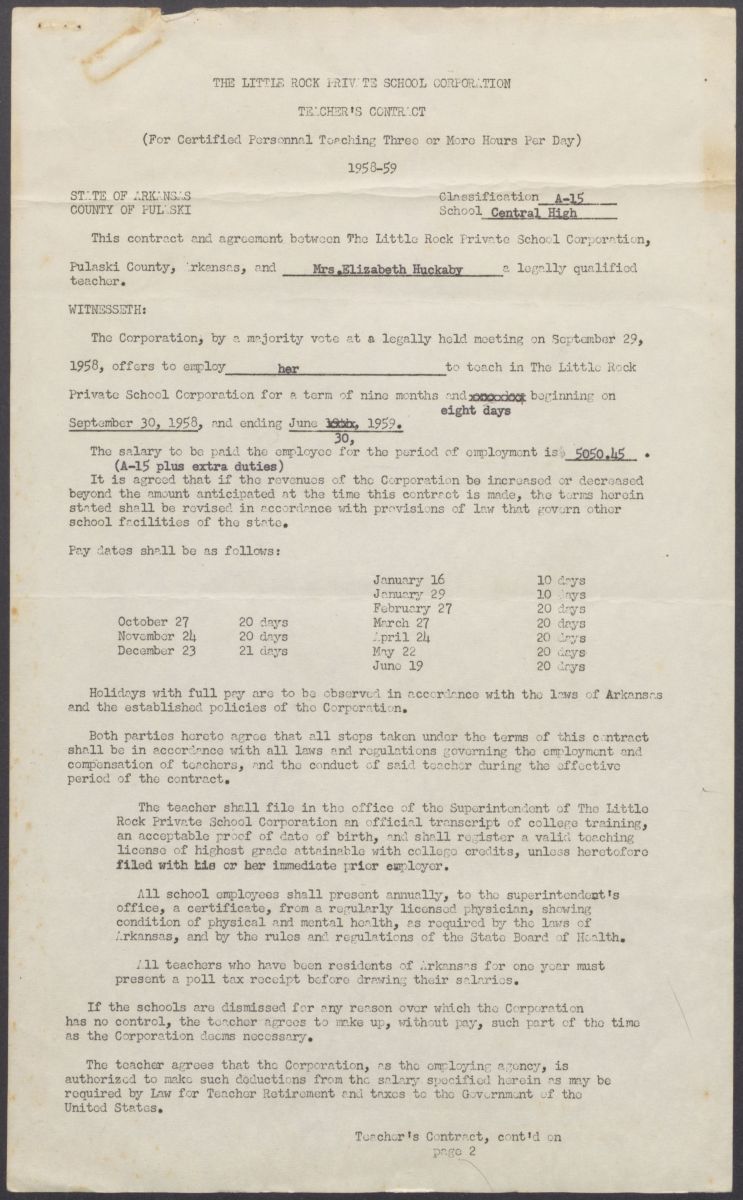 THE LITTLE ROCK PRIVATE SCHOOL CORPORATION
TEACHER'S CONTRACT
(For Certified Personnal Teaching Three or More Hours Per Day)
1958-59
STATE OF ARKANSAS Classification A-15
COUNTY OF PULASKI School Central High
This contract and agreement between The Little Rock Private School Corporation,
Pulaski County, Arkansas, and Mrs.Elizabeth Huckaby a legally qualified
teacher.
WITNESSETH:
The Corporation, by a majority vote at a legally held meeting on September 29,
1958, offers to employ her to teach in The Little Rock
Private School Corporation for a term of nine months and beginning on
eight days
September 30, 1958, and ending June 1959.
30,
The salary to be paid the employee for the period of employment is $ 5050.45 .
(A-15 plus extra duties)
It is agreed that if the revenues of the Corporation be increased or decreased
beyond the amount anticipated at the time this contract is made, the terms herein
stated shall be revised in accordance with provisions of law that govern other
school facilities of the state.
Pay dates shall be as follows:
January 16 10 days
January 29 10 days
February 27 20 days
October 27 20 days March 27 20 days
November 24 20 days April 24 20 days
December 23 21 days May 22 20 days
June 19 20 days
Holidays with full pay are to be observed in accordance with the laws of Arkansas
and the established policies of the Corporation.
Both parties hereto agree that all steps taken under the terms of this contract
shall be in accordance with all laws and regulations governing the employment and
compensation of teachers, and the conduct of said teacher during the effective
period of the contract.
The teacher shall file in the office of the Superintendent of The Little
Rock Private School Corporation an official transcript of college training,
an acceptable proof of date of birth, and shall register a valid teaching
license of highest grade attainable with college credits, unless heretofore
filed with his or her immediate prior employer.
All school employees shall present annually, to the superintendent's
office, a certificate, from a regularly licensed physician, showing
condition of physical and mental health, as required by the laws of
Arkansas, and by the rules and regulations of the State Board of Health.
All teachers who have been residents of Arkansas for one year must
present a poll tax receipt before drawing their salaries.
If the schools are dismissed for any reason over which the Corporation
has no control, the teacher agrees to make up, without pay, such part of the time
as the Corporation deems necessary.
The teacher agrees that the Corporation, as the employing agency, is
authorized to make such deductions from the salary specified herein as may be
required by Law for Teacher Retirement and taxes to the Government of the
United States.
Teacher's Contract, cont'd on
page 2